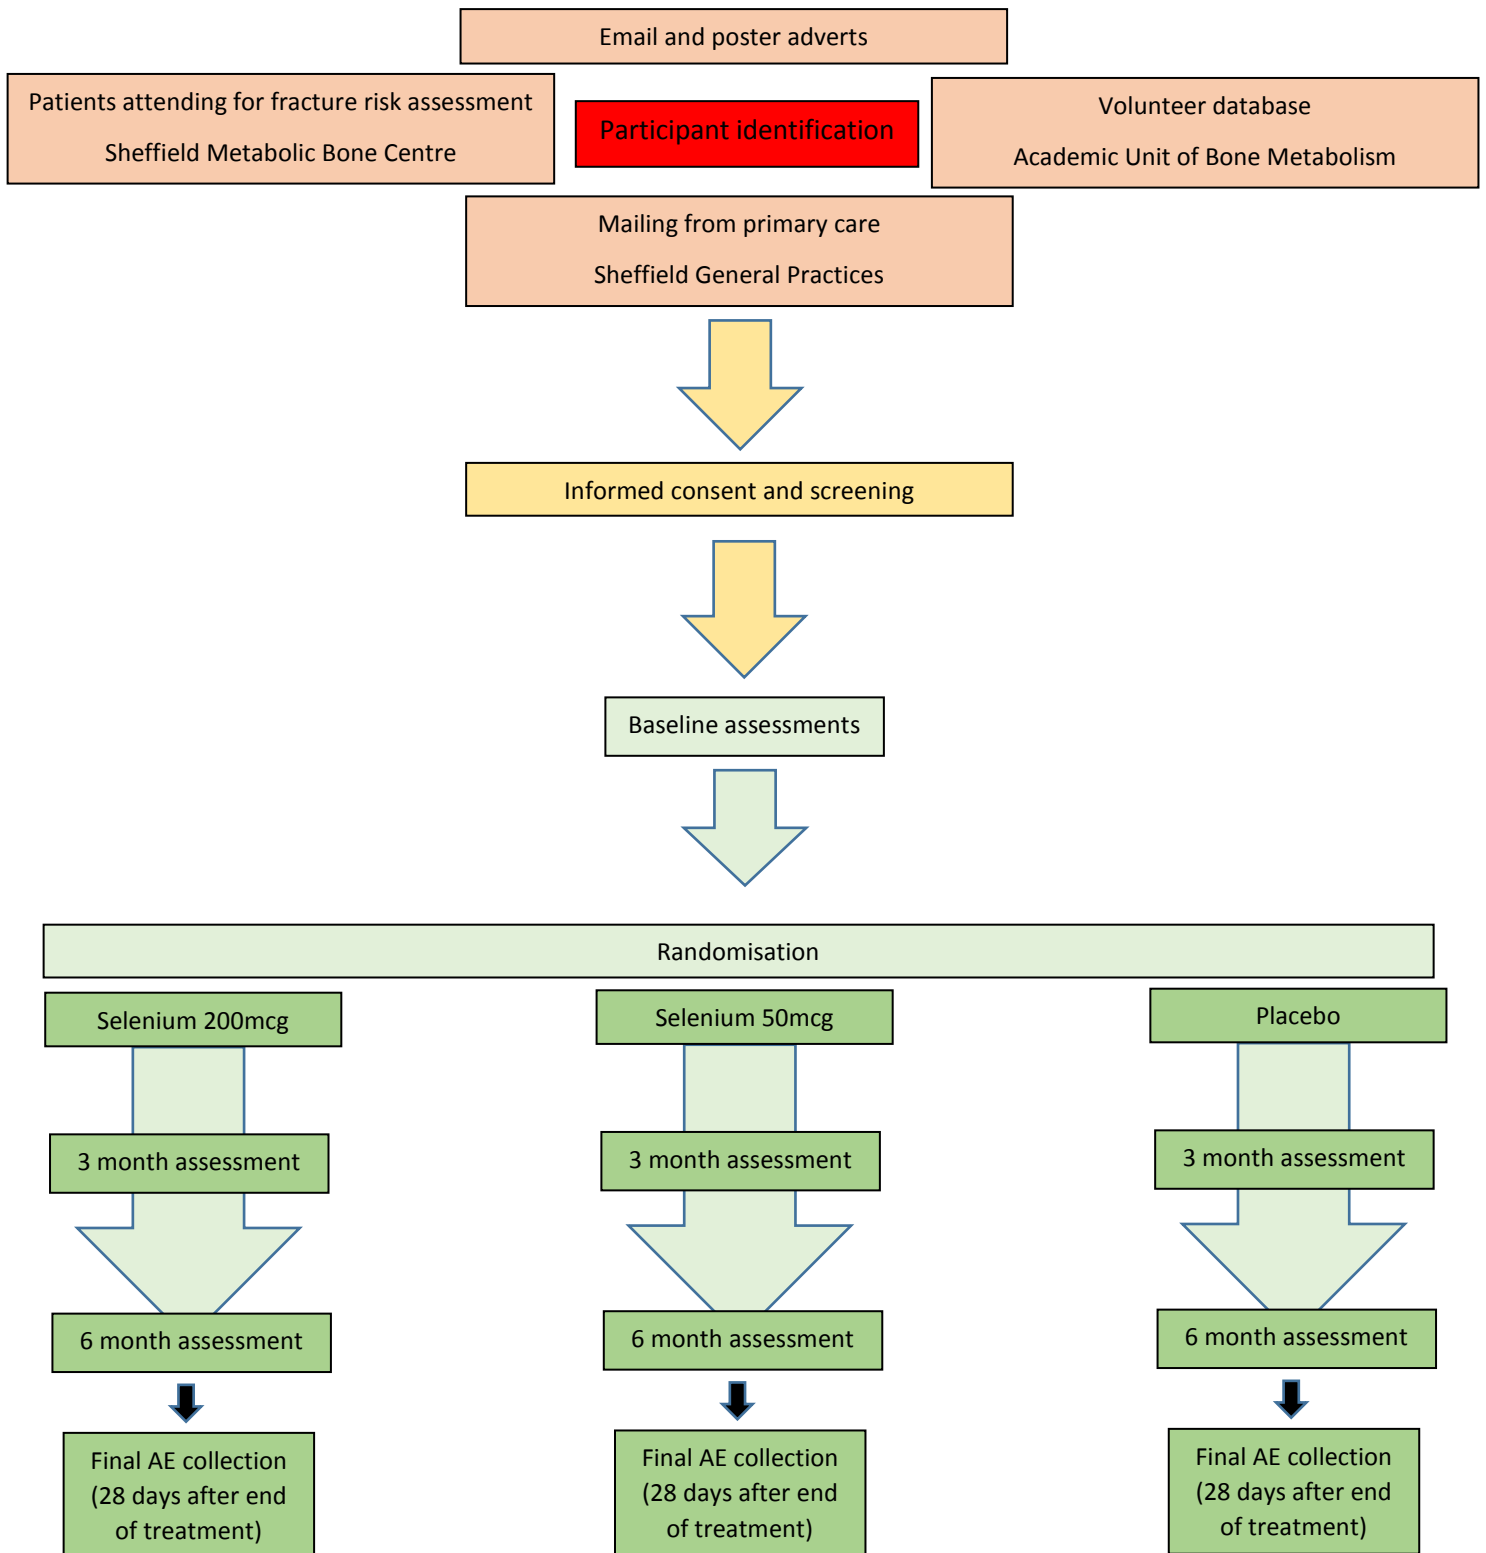 Email and poster adverts
Patients attending for fracture risk assessment
Sheffield Metabolic Bone Centre
Participant identification
Volunteer database
Academic Unit of Bone Metabolism
Mailing from primary care
Sheffield General Practices
Informed consent and screening
Baseline assessments
Randomisation
Selenium 200mcg
Selenium 50mcg
Placebo
3 month assessment
3 month assessment
3 month assessment
6 month assessment
6 month assessment
6 month assessment
Final AE collection
(28 days after end
of treatment)
Final AE collection
(28 days after end
of treatment)
Final AE collection
(28 days after end
of treatment)